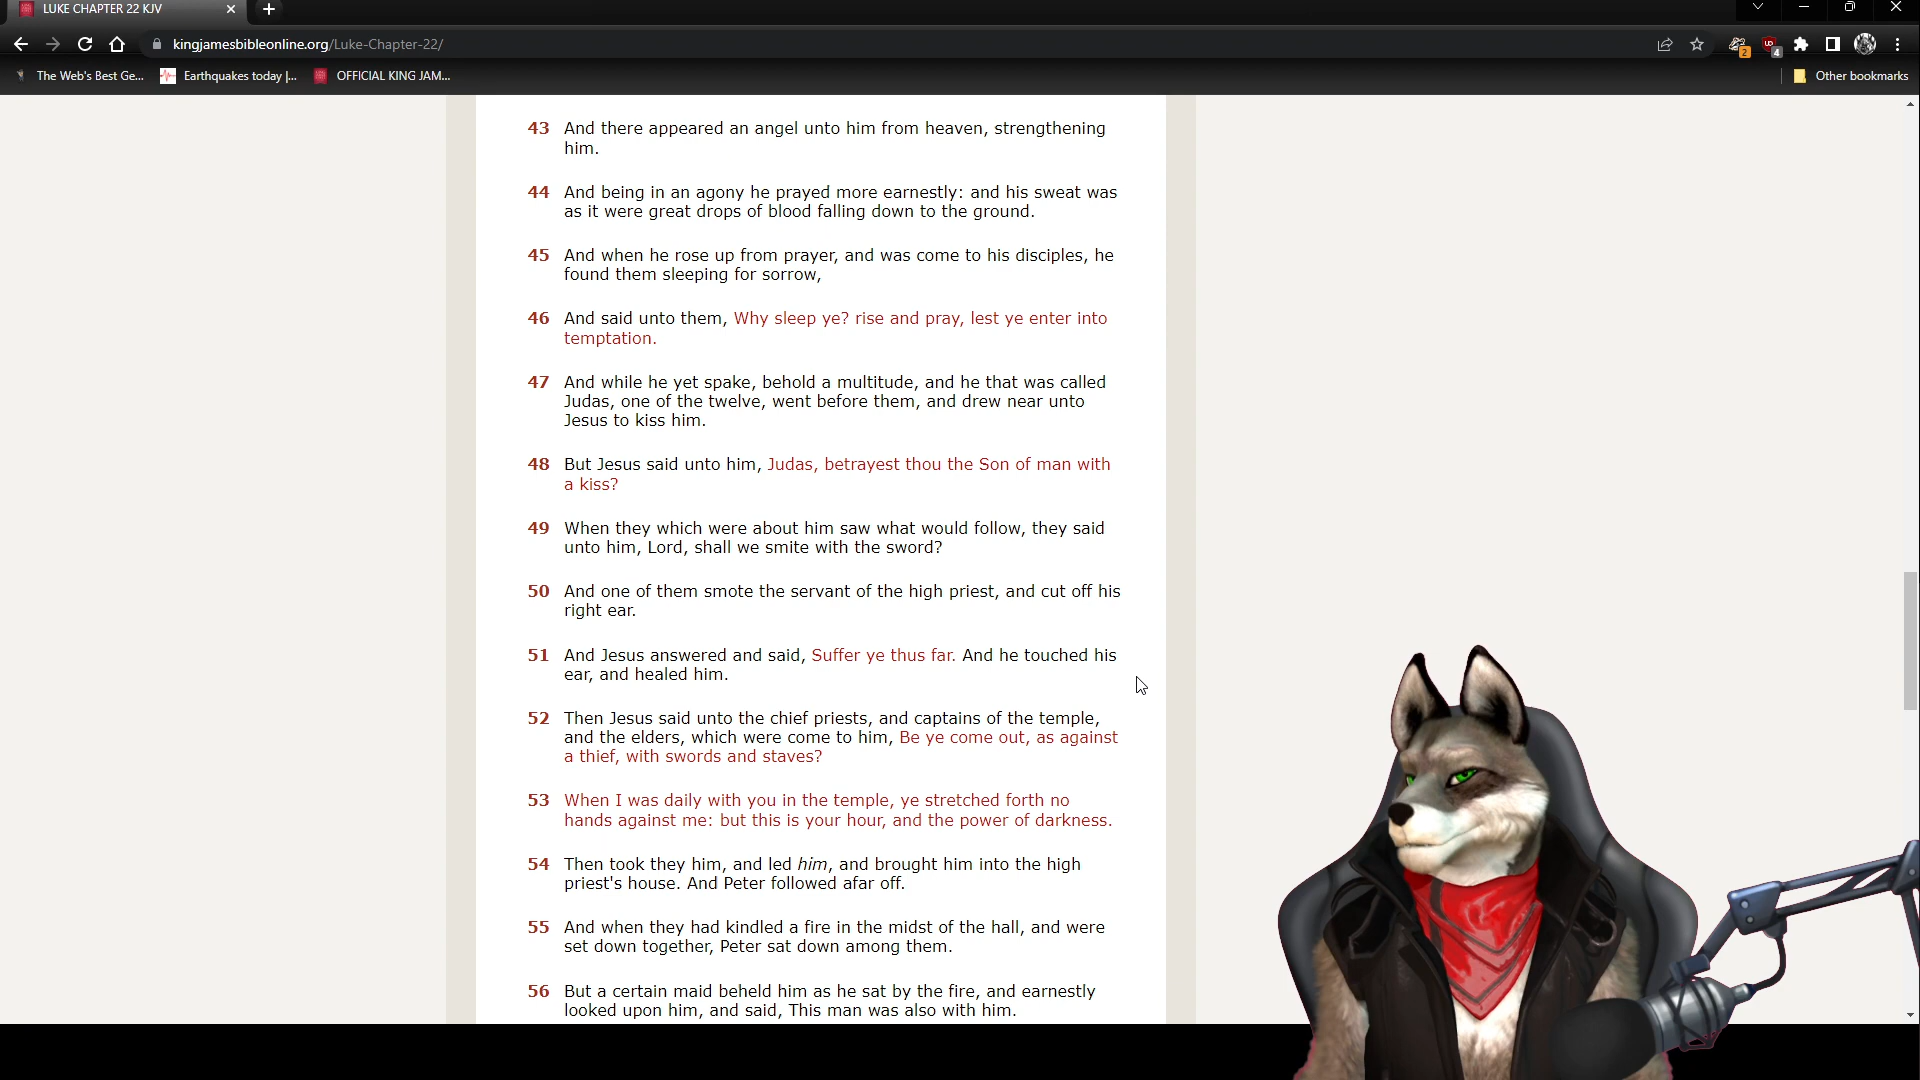 LUKE CHAPTER 22 KJV
kingjamesbibleonline.org/Luke-Chapter-22/
2
4
The Web's Best Ge...
Earthquakes today |...
OFFICIAL KING JAM...
Other bookmarks
43 And there appeared an angel unto him from heaven, strengthening
him.
44 And being in an agony he prayed more earnestly: and his sweat was
as it were great drops of blood falling down to the ground.
45 And when he rose up from prayer, and was come to his disciples, he
found them sleeping for sorrow,
46 And said unto them, Why sleep ye? rise and pray, lest ye enter into
temptation.
47 And while he yet spake, behold a multitude, and he that was called
Judas, one of the twelve, went before them, and drew near unto
Jesus to kiss him.
48 But Jesus said unto him, Judas, betrayest thou the Son of man with
a kiss?
49 When they which were about him saw what would follow, they said
unto him, Lord, shall we smite with the sword?
50 And one of them smote the servant of the high priest, and cut off his
right ear.
51 And Jesus answered and said, Suffer ye thus far. And he touched his
ear, and healed him.
52 Then Jesus said unto the chief priests, and captains of the temple,
and the elders, which were come to him, Be ye come out, as against
a thief, with swords and staves?
53 When I was daily with you in the temple, ye stretched forth no
hands against me: but this is your hour, and the power of darkness.
54 Then took they him, and led him, and brought him into the high
priest's house. And Peter followed afar off.
55 And when they had kindled a fire in the midst of the hall, and were
set down together, Peter sat down among them.
56 But a certain maid beheld him as he sat by the fire, and earnestly
looked upon him, and said, This man was also with him.